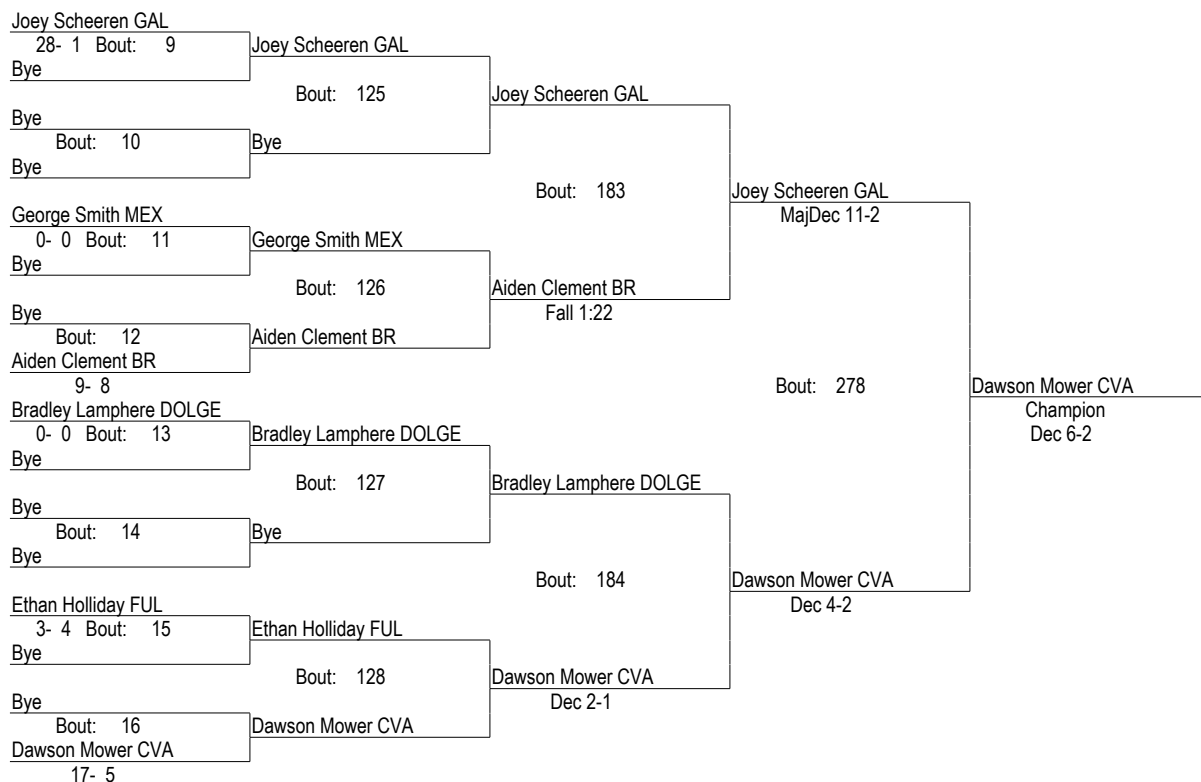 Joey Scheeren GAL
28- 1 Bout: 9
Joey Scheeren GAL
Bye
Bout: 125
Joey Scheeren GAL
Bye
Bout: 10
Bye
Bye
Bout: 183
Joey Scheeren GAL
MajDec 11-2
George Smith MEX
0- 0 Bout: 11
George Smith MEX
Bye
Bout: 126
Aiden Clement BR
Fall 1:22
Bye
Bout: 12
Aiden Clement BR
Aiden Clement BR
9- 8
Bout: 278
Dawson Mower CVA
Champion
Dec 6-2
Bradley Lamphere DOLGE
0- 0 Bout: 13
Bradley Lamphere DOLGE
Bye
Bout: 127
Bradley Lamphere DOLGE
Bye
Bout: 14
Bye
Bye
Bout: 184
Dawson Mower CVA
Dec 4-2
Ethan Holliday FUL
3- 4 Bout: 15
Ethan Holliday FUL
Bye
Bout: 128
Dawson Mower CVA
Dec 2-1
Bye
Bout: 16
Dawson Mower CVA
Dawson Mower CVA
17- 5